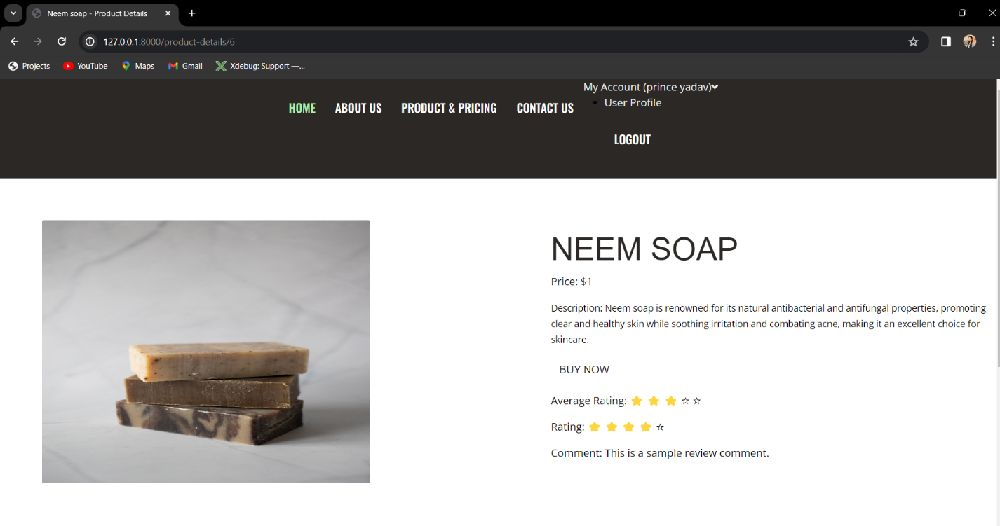 Neem soap - Product Details
127.0.0.1:8000/product-details/6
Projects YouTube Maps Gmail Xdebug: Support —...
My Account (prince yadav)
HOME ABOUT US PRODUCT & PRICING CONTACT US
User Profile
LOGOUT
NEEM SOAP
Price: $1
Description: Neem soap is renowned for its natural antibacterial and antifungal properties, promoting
clear and healthy skin while soothing irritation and combating acne, making it an excellent choice for
skincare.
BUY NOW
Average Rating:
Rating:
Comment: This is a sample review comment.